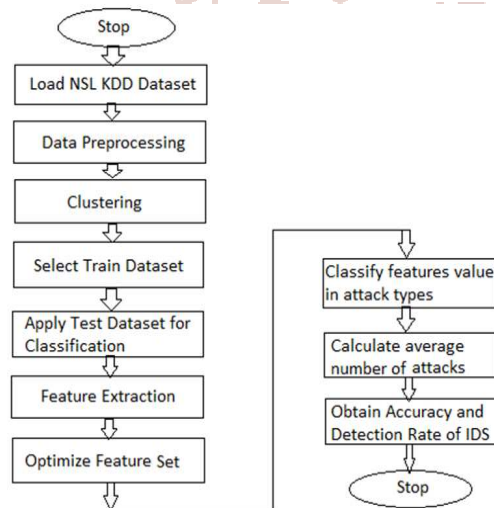 Stop
Load NSL KDD Dataset
Data Preprocessing
Clustering
Select Train Dataset
Apply Test Dataset for
Classification
Feature Extraction
Optimize Feature Set
Classify features value
in attack types
Calculate average
number of attacks
Obtain Accuracy and
Detection Rate of IDS
Stop